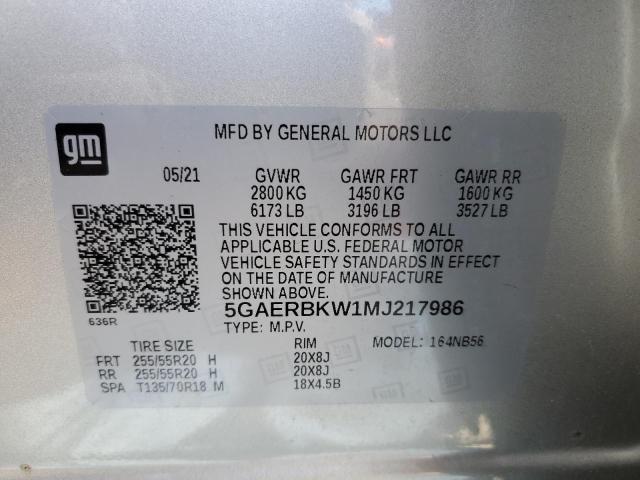 gm
MFD BY GENERAL MOTORS LLC
05/21 GVWR GAWR FRT GAWR RR
2800 KG 1450 KG 1600 KG
6173 LB 3196 LB 3527 LB
THIS VEHICLE CONFORMS TO ALL
APPLICABLE U.S. FEDERAL MOTOR
VEHICLE SAFETY STANDARDS IN EFFECT
ON THE DATE OF MANUFACTURE
SHOWN ABOVE.
636R
5GAERBKW1MJ217986
TYPE: M.P.V.
TIRE SIZE RIM MODEL: 164NB56
FRT 255/55R20 H 20X8J
RR 255/55R20 H 20X8J
SPA T135/70R18 M 18X4.5B